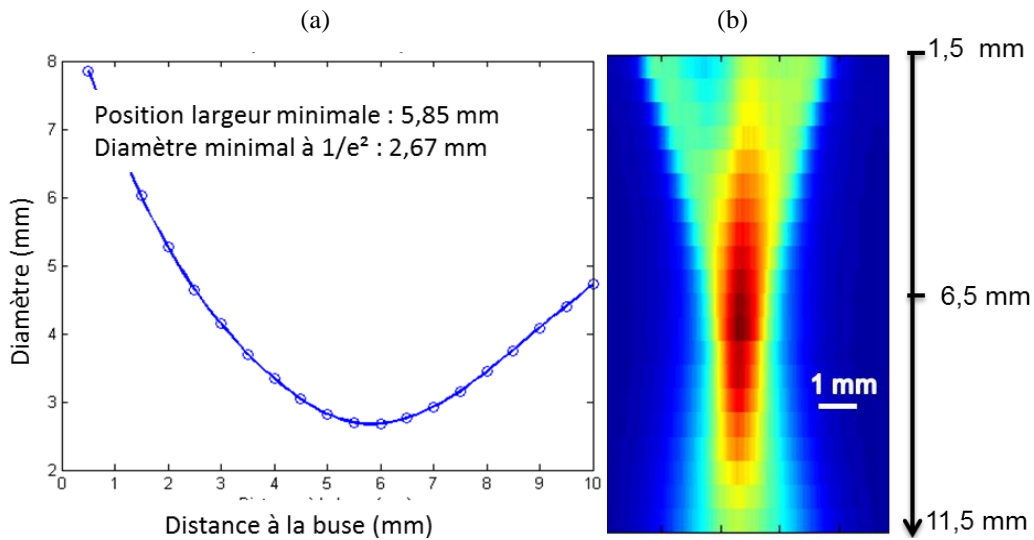 (a)
(b)
8
7
6
5
4
3
2
Diamètre (mm)
Position largeur minimale : 5,85 mm
Diamètre minimal à 1/e² : 2,67 mm
0 1 2 3 4 5 6 7 8 9 10
Distance à la buse (mm)
1 mm
1,5 mm
6,5 mm
11,5 mm